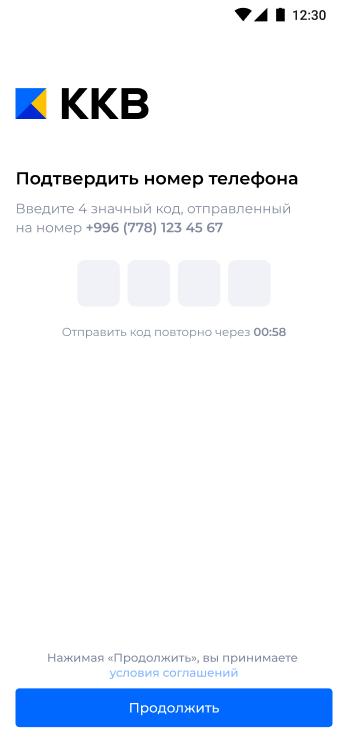 12:30
ККВ
Подтвердить номер телефона
Введите 4 значный код, отправленный
на номер +996 (778) 123 45 67
Отправить код повторно через 00:58
Нажимая «Продолжить», вы принимаете
условия соглашений
Продолжить